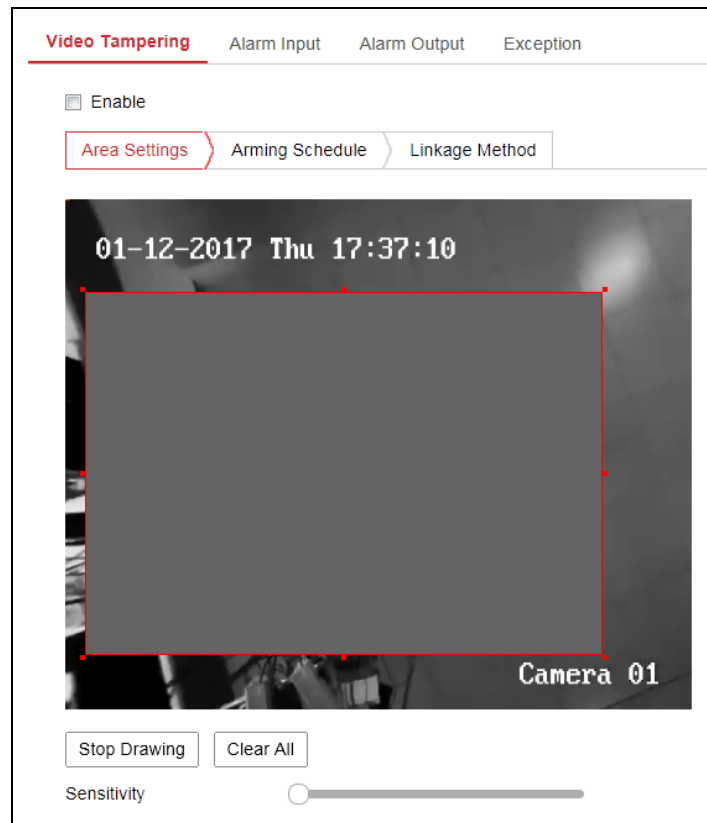 Video Tampering Alarm Input Alarm Output Exception
Enable
Area Settings Arming Schedule Linkage Method
01-12-2017 Thu 17:37:10
Camera 01
Stop Drawing Clear All
Sensitivity